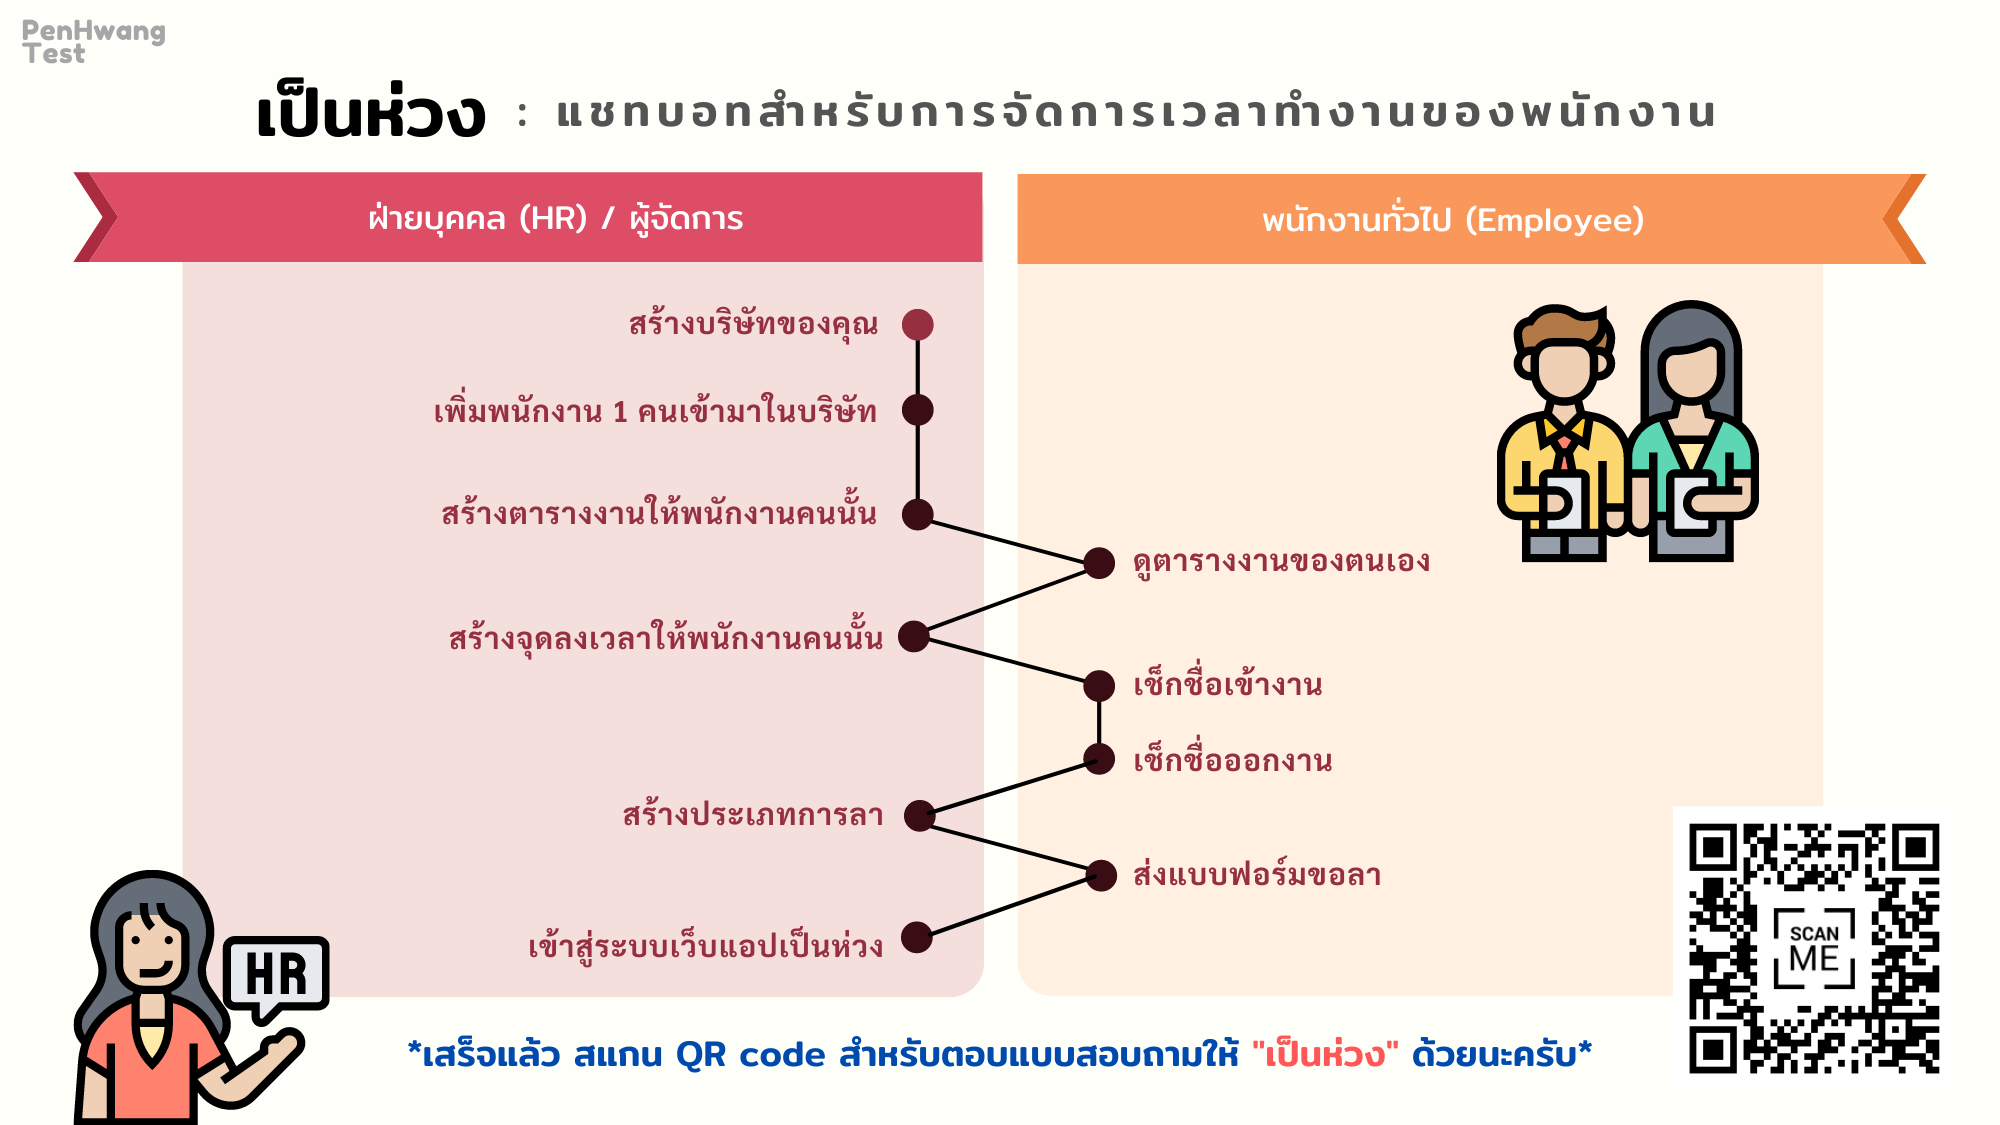 PenHwang
Test
เป็นห่วง : แชทบอทสำหรับการจัดการเวลาทำงานของพนักงาน
ฝ่ายบุคคล (HR) / ผู้จัดการ
พนักงานทั่วไป (Employee)
สร้างบริษัทของคุณ
เพิ่มพนักงาน 1 คนเข้ามาในบริษัท
สร้างตารางงานให้พนักงานคนนั้น
ดูตารางงานของตนเอง
สร้างจุดลงเวลาให้พนักงานคนนั้น
เช็กชื่อเข้างาน
เช็กชื่อออกงาน
สร้างประเภทการลา
ส่งแบบฟอร์มขอลา
เข้าสู่ระบบเว็บแอปเป็นห่วง
HR
SCAN
ME
*เสร็จแล้ว สแกน QR code สำหรับตอบแบบสอบถามให้ "เป็นห่วง" ด้วยนะครับ*